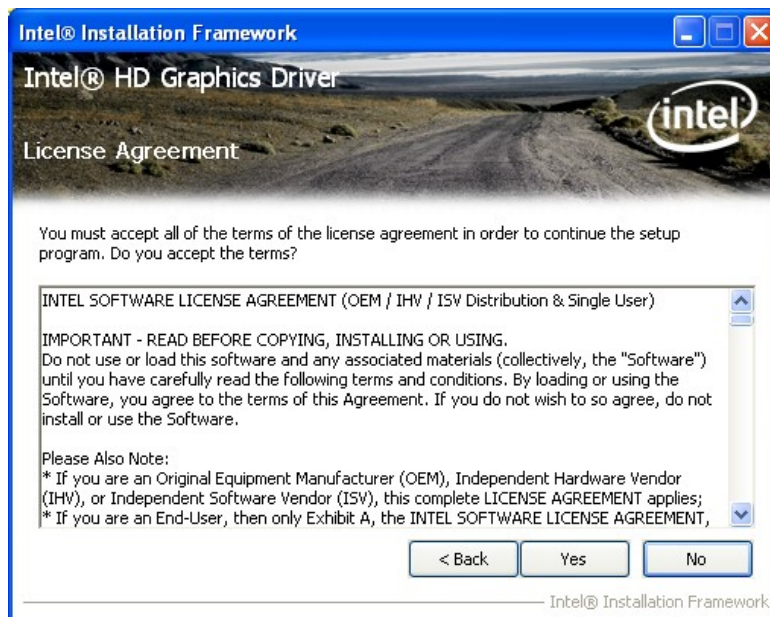 Intel® Installation Framework
Intel® HD Graphics Driver
intel
License Agreement
You must accept all of the terms of the license agreement in order to continue the setup
program. Do you accept the terms?
INTEL SOFTWARE LICENSE AGREEMENT (OEM / IHV / ISV Distribution & Single User)
IMPORTANT - READ BEFORE COPYING, INSTALLING OR USING.
Do not use or load this software and any associated materials (collectively, the "Software")
until you have carefully read the following terms and conditions. By loading or using the
Software, you agree to the terms of this Agreement. If you do not wish to so agree, do not
install or use the Software.
Please Also Note:
* If you are an Original Equipment Manufacturer (OEM), Independent Hardware Vendor
(IHV), or Independent Software Vendor (ISV), this complete LICENSE AGREEMENT applies;
* If you are an End-User, then only Exhibit A, the INTEL SOFTWARE LICENSE AGREEMENT,
< Back Yes No
Intel® Installation Framework